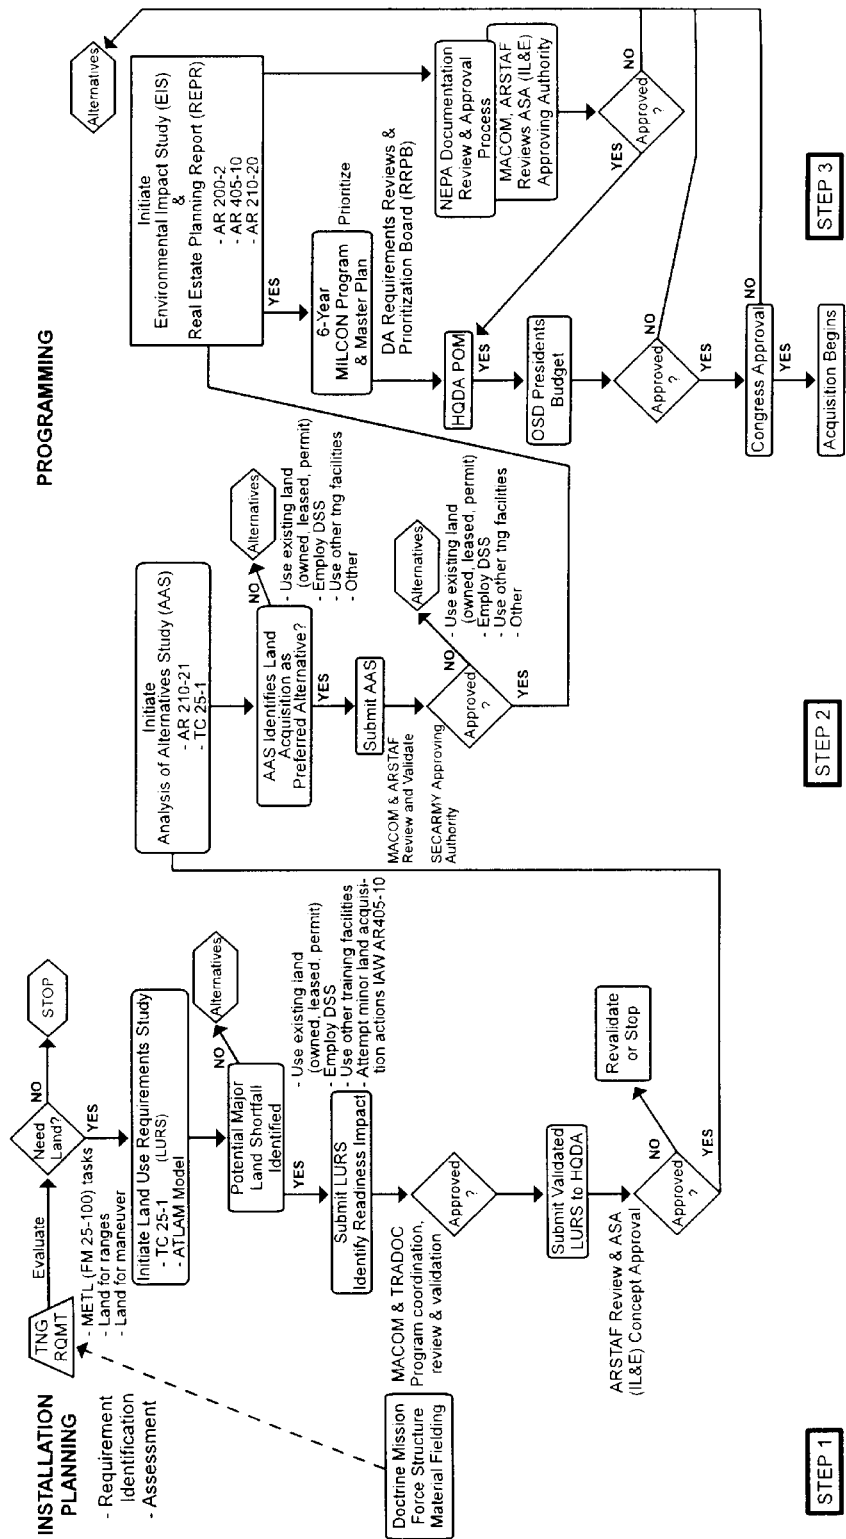 INSTALLATION
PLANNING
- Requirement
Identification
- Assessment
TNG
RQMT
Evaluate
Need
Land?
NO
STOP
YES
- METL (FM 25-100) tasks
- Land for ranges
- Land for maneuver
Initiate Land Use Requirements Study
- TC 25-1 (LURS)
- ATLAM Model
Potential Major
Land Shortfall
Identified
NO
Alternatives
- Use existing land
(owned, leased, permit)
- Employ DSS
- Use other training facilities
- Attempt minor land acquisi-
tion actions IAW AR405-10
YES
Submit LURS
Identify Readiness Impact
MACOM & TRADOC
Program coordination,
review & validation
Approved
?
Doctrine Mission
Force Structure
Material Fielding
Submit Validated
LURS to HQDA
ARSTAF Review & ASA
(IL&E) Concept Approval
Approved
?
NO
Revalidate
or Stop
YES
STEP 1
Initiate
Analysis of Alternatives Study (AAS)
- AR 210-21
- TC 25-1
AAS Identifies Land
Acquisition as
Preferred Alternative?
NO
Alternatives
- Use existing land
(owned, leased, permit)
- Employ DSS
- Use other tng facilities
- Other
YES
Submit AAS
MACOM & ARSTAF
Review and Validate
SECARMY Approving
Authority
Approved
?
NO
Alternatives
- Use existing land
(owned, leased, permit)
- Employ DSS
- Use other tng facilities
- Other
YES
STEP 2
PROGRAMMING
Alternatives
Initiate
Environmental Impact Study (EIS)
&
Real Estate Planning Report (REPR)
- AR 200-2
- AR 405-10
- AR 210-20
YES
6-Year
MILCON Program
& Master Plan
Prioritize
DA Requirements Reviews &
Prioritization Board (RRPB)
NEPA Documentation
Review & Approval
Process
MACOM, ARSTAF
Reviews ASA (IL&E)
Approving Authority
HQDA POM
YES
YES
Approved
?
NO
OSD Presidents
Budget
Approved
?
NO
YES
Congress Approval
NO
YES
Acquisition Begins
STEP 3